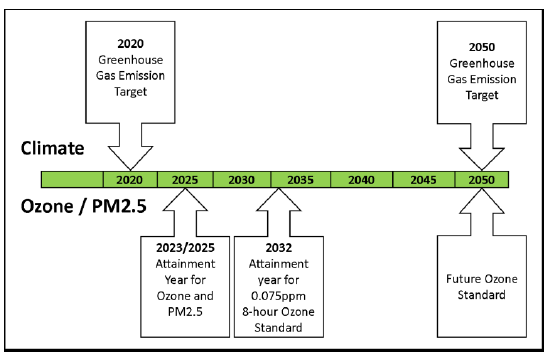 2020
Greenhouse
Gas Emission
Target
2050
Greenhouse
Gas Emission
Target
Climate
2020 2025 2030 2035 2040 2045 2050
Ozone / PM2.5
2023/2025
Attainment
Year for
Ozone and
PM2.5
2032
Attainment
year for
0.075ppm
8-hour Ozone
Standard
Future Ozone
Standard